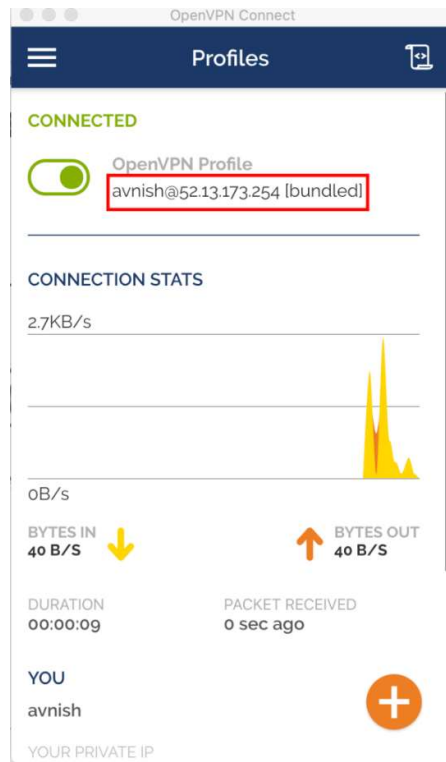 OpenVPN Connect
Profiles
CONNECTED
OpenVPN Profile
avnish@52.13.173.254 [bundled]
CONNECTION STATS
2.7KB/s
0B/s
BYTES IN
40 B/S
BYTES OUT
40 B/S
DURATION
00:00:09
PACKET RECEIVED
0 sec ago
YOU
avnish
YOUR PRIVATE IP